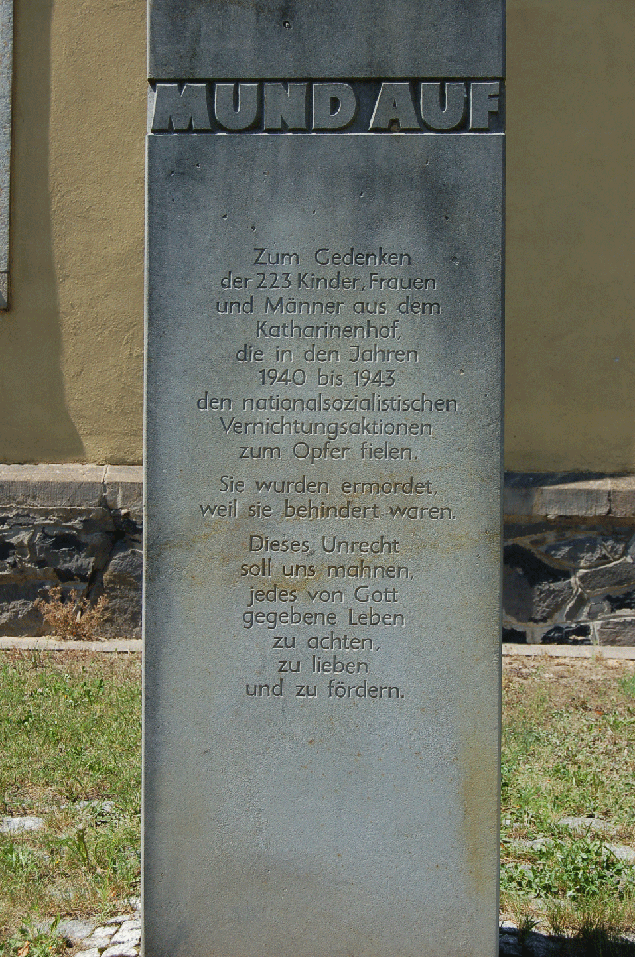 MUND AUF
Zum Gedenken
der 223 Kinder, Frauen
und Männer aus dem
Katharinenhof,
die in den Jahren
1940 bis 1943
den nationalsozialistischen
Vernichtungsaktionen
zum Opfer fielen.
Sie wurden ermordet,
weil sie behindert waren.
Dieses Unrecht
soll uns mahnen,
jedes von Gott
gegebene Leben
zu achten,
zu lieben
und zu fördern.